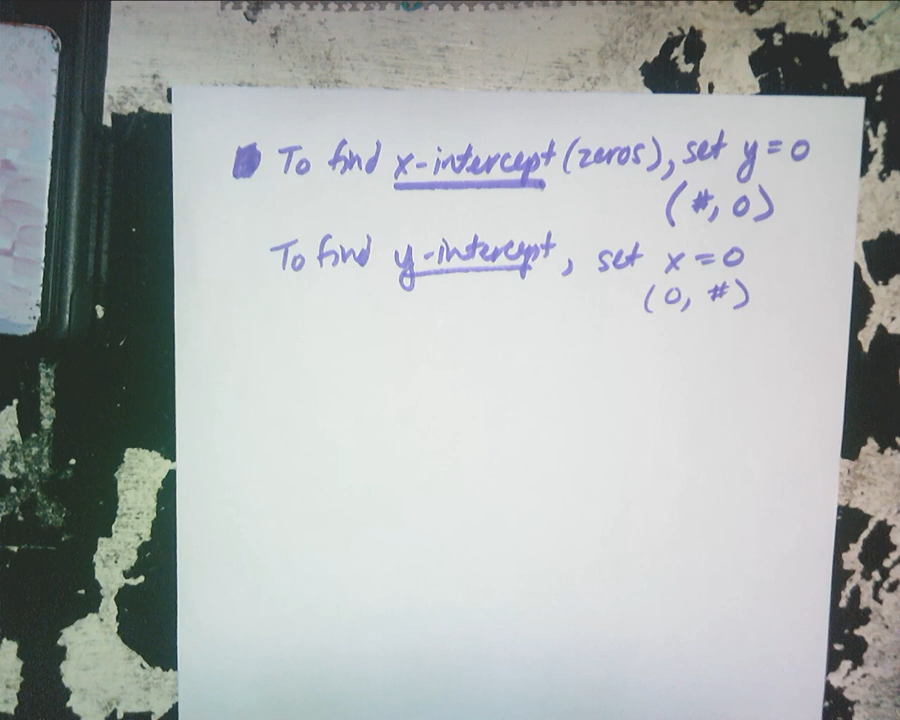 To find x-intercept (zeros), set y = 0
(#, 0)
To find y-intercept, set x = 0
(0, #)